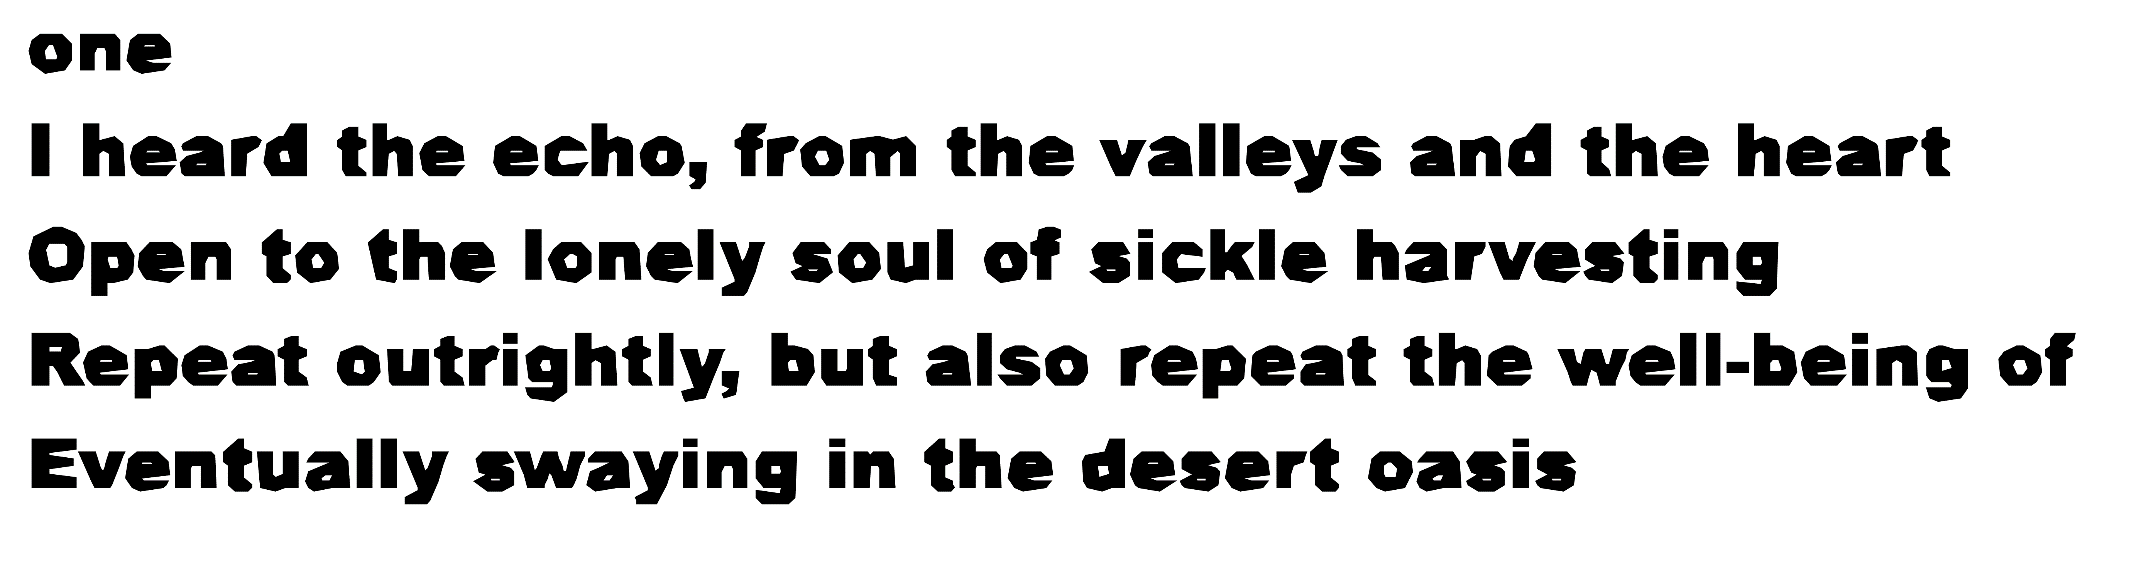 one
I heard the echo, from the valleys and the heart
Open to the lonely soul of sickle harvesting
Repeat outrightly, but also repeat the well-being of
Eventually swaying in the desert oasis